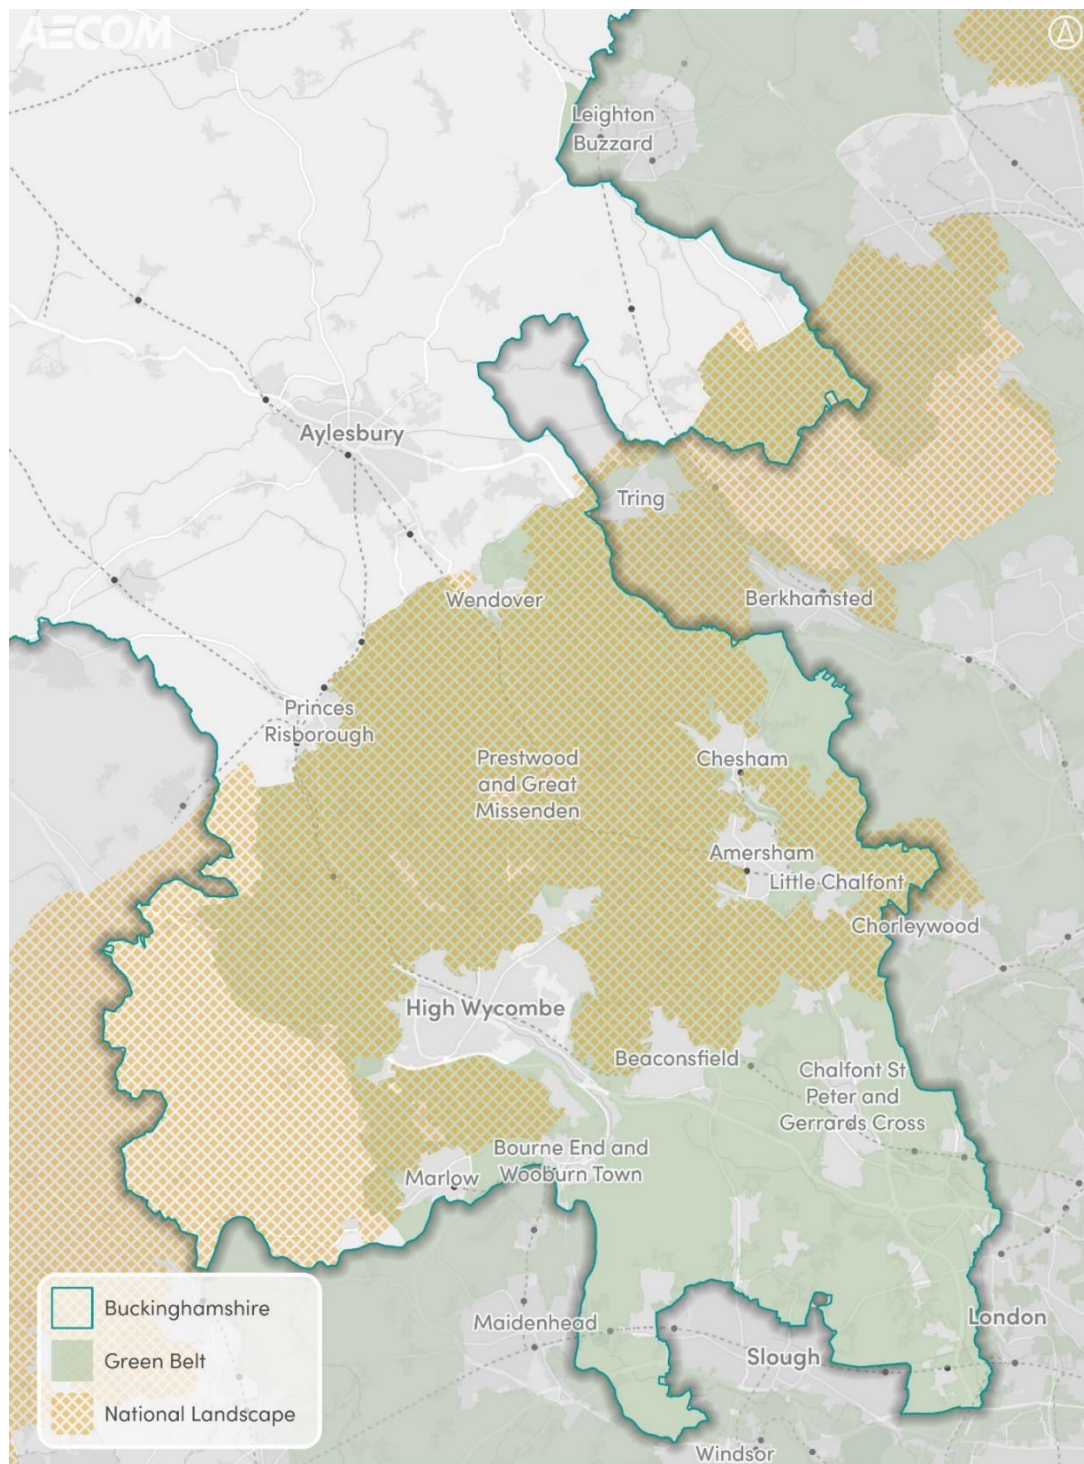 AECOM
Leighton
Buzzard
Aylesbury
Tring
Wendover
Berkhamsted
Princes
Risborough
Prestwood
and Great
Missenden
Chesham
Amersham
Little Chalfont
Chorleywood
High Wycombe
Beaconsfield
Chalfont St
Peter and
Gerrards Cross
Bourne End and
Wooburn Town
Marlow
Maidenhead
London
Slough
Windsor
Buckinghamshire
Green Belt
National Landscape